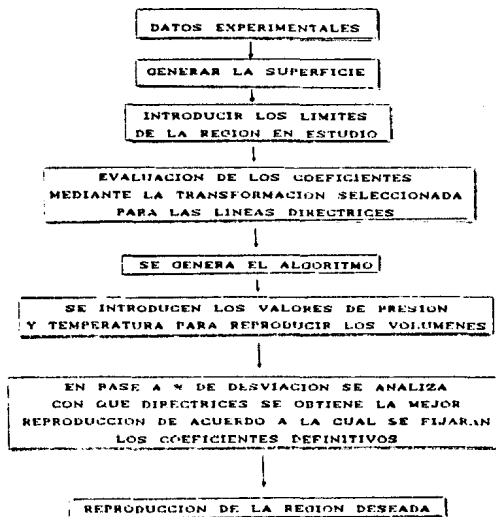 DATOS EXPERIMENTALES
GENERAR LA SUPERFICIE
INTRODUCIR LOS LIMITES
DE LA REGION EN ESTUDIO
EVALUACION DE LOS COEFICIENTES
MEDIANTE LA TRANSFORMACION SELECCIONADA
PARA LAS LINEAS DIRECTRICES
SE GENERA EL ALGORITMO
SE INTRODUCEN LOS VALORES DE PRESION
Y TEMPERATURA PARA REPRODUCIR LOS VOLUMENES
EN BASE A % DE DESVIACION SE ANALIZA
CON QUE DIRECTRICES SE OBTIENE LA MEJOR
REPRODUCCION DE ACUERDO A LA CUAL SE FIJARAN
LOS COEFICIENTES DEFINITIVOS
REPRODUCCION DE LA REGION DESEADA